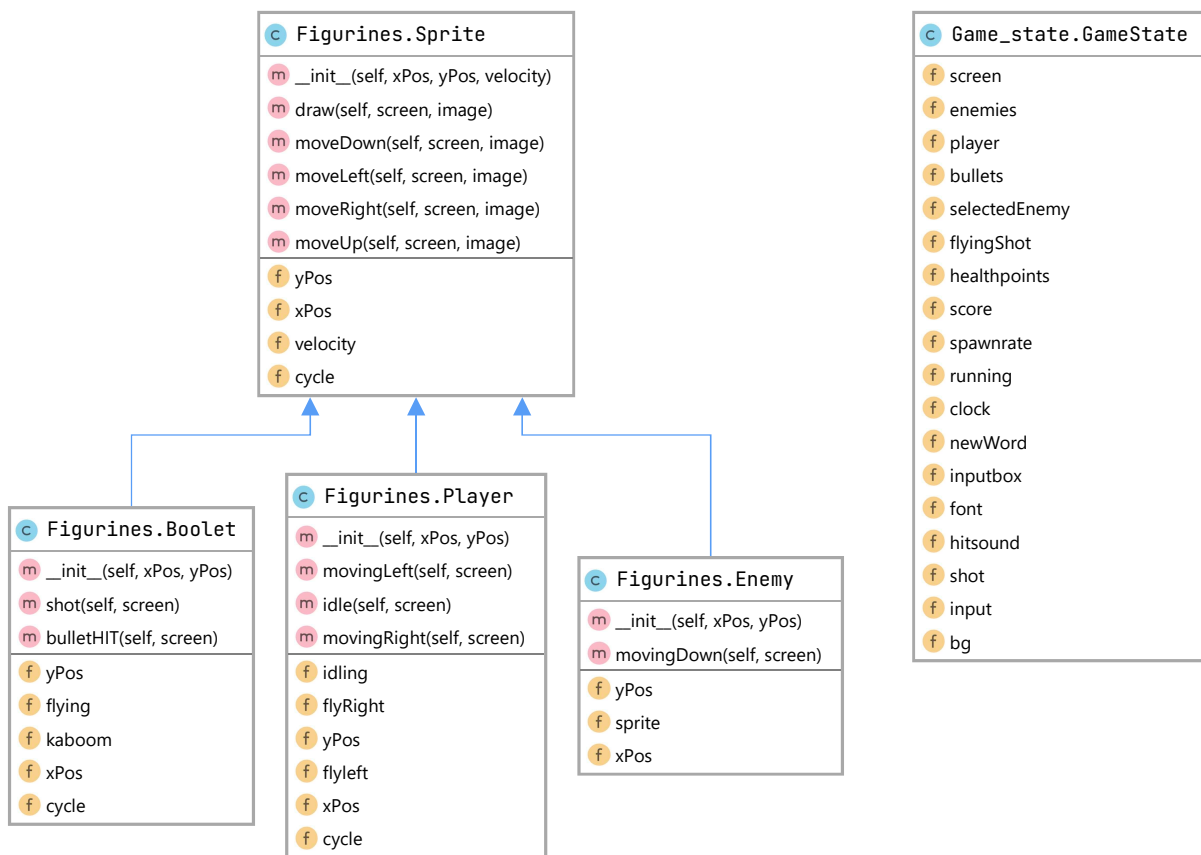 C Figurines.Sprite
m __init__(self, xPos, yPos, velocity)
m draw(self, screen, image)
m moveDown(self, screen, image)
m moveLeft(self, screen, image)
m moveRight(self, screen, image)
m moveUp(self, screen, image)
f yPos
f xPos
f velocity
f cycle
C Figurines.Boolet
m __init__(self, xPos, yPos)
m shot(self, screen)
m bulletHIT(self, screen)
f yPos
f flying
f kaboom
f xPos
f cycle
C Figurines.Player
m __init__(self, xPos, yPos)
m movingLeft(self, screen)
m idle(self, screen)
m movingRight(self, screen)
f idling
f flyRight
f yPos
f flyleft
f xPos
f cycle
C Figurines.Enemy
m __init__(self, xPos, yPos)
m movingDown(self, screen)
f yPos
f sprite
f xPos
C Game_state.GameState
f screen
f enemies
f player
f bullets
f selectedEnemy
f flyingShot
f healthpoints
f score
f spawnrate
f running
f clock
f newWord
f inputbox
f font
f hitsound
f shot
f input
f bg